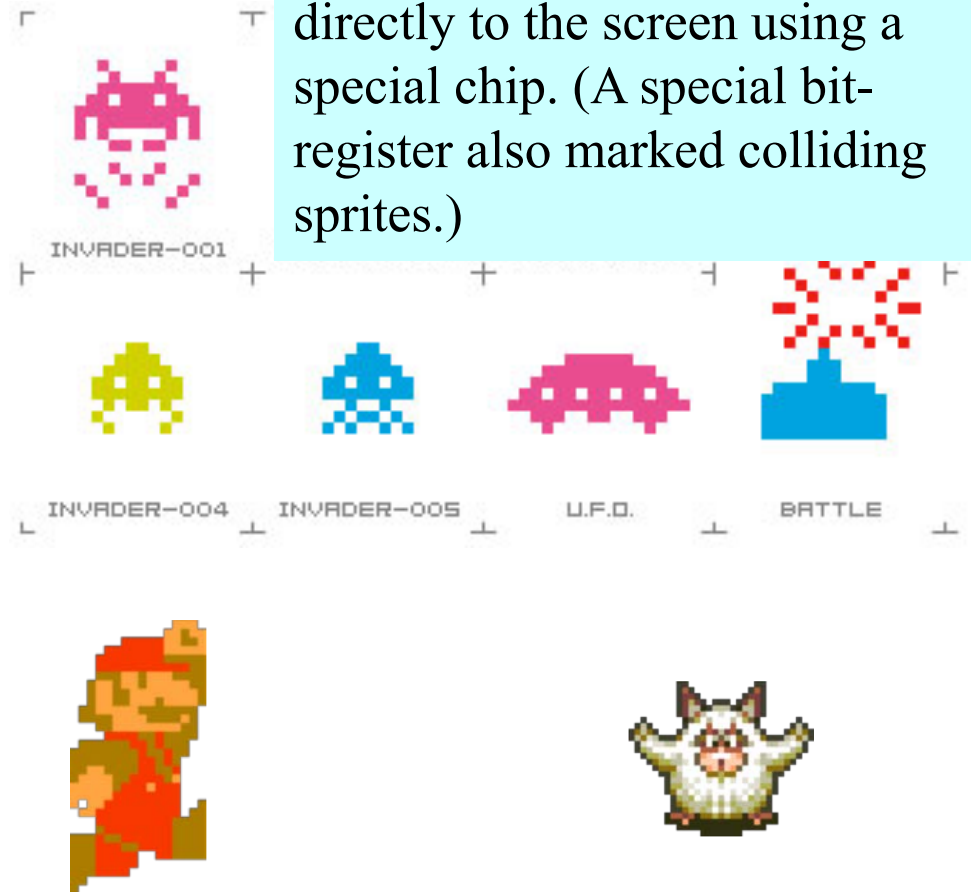 directly to the screen using a
special chip. (A special bit-
register also marked colliding
sprites.)
INVADER-001
INVADER-004 INVADER-005 U.F.O. BATTLE